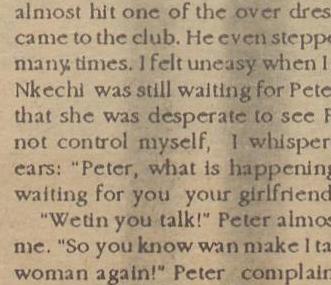 almost hit one of the over dres
came to the club. He even steppe
many times. I felt uneasy when I
Nkechi was still waiting for Pete
that she was desperate to see P
not control myself, I whisper
ears: "Peter, what is happening
waiting for you your girlfriend
"Wetin you talk!" Peter almos
me. "So you know wan make I ta
woman again!" Peter complain